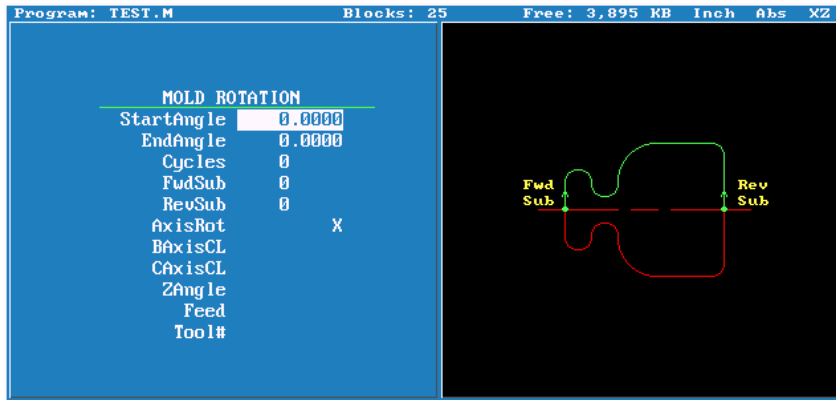 Program: TEST.M Blocks: 25 Free: 3,895 KB Inch Abs XZ
MOLD ROTATION
StartAngle 0.0000
EndAngle 0.0000
Cycles 0
FwdSub 0
RevSub 0
AxisRot X
BAxisCL
CAxisCL
ZAngle
Feed
Tool#
Fwd
Sub
Rev
Sub